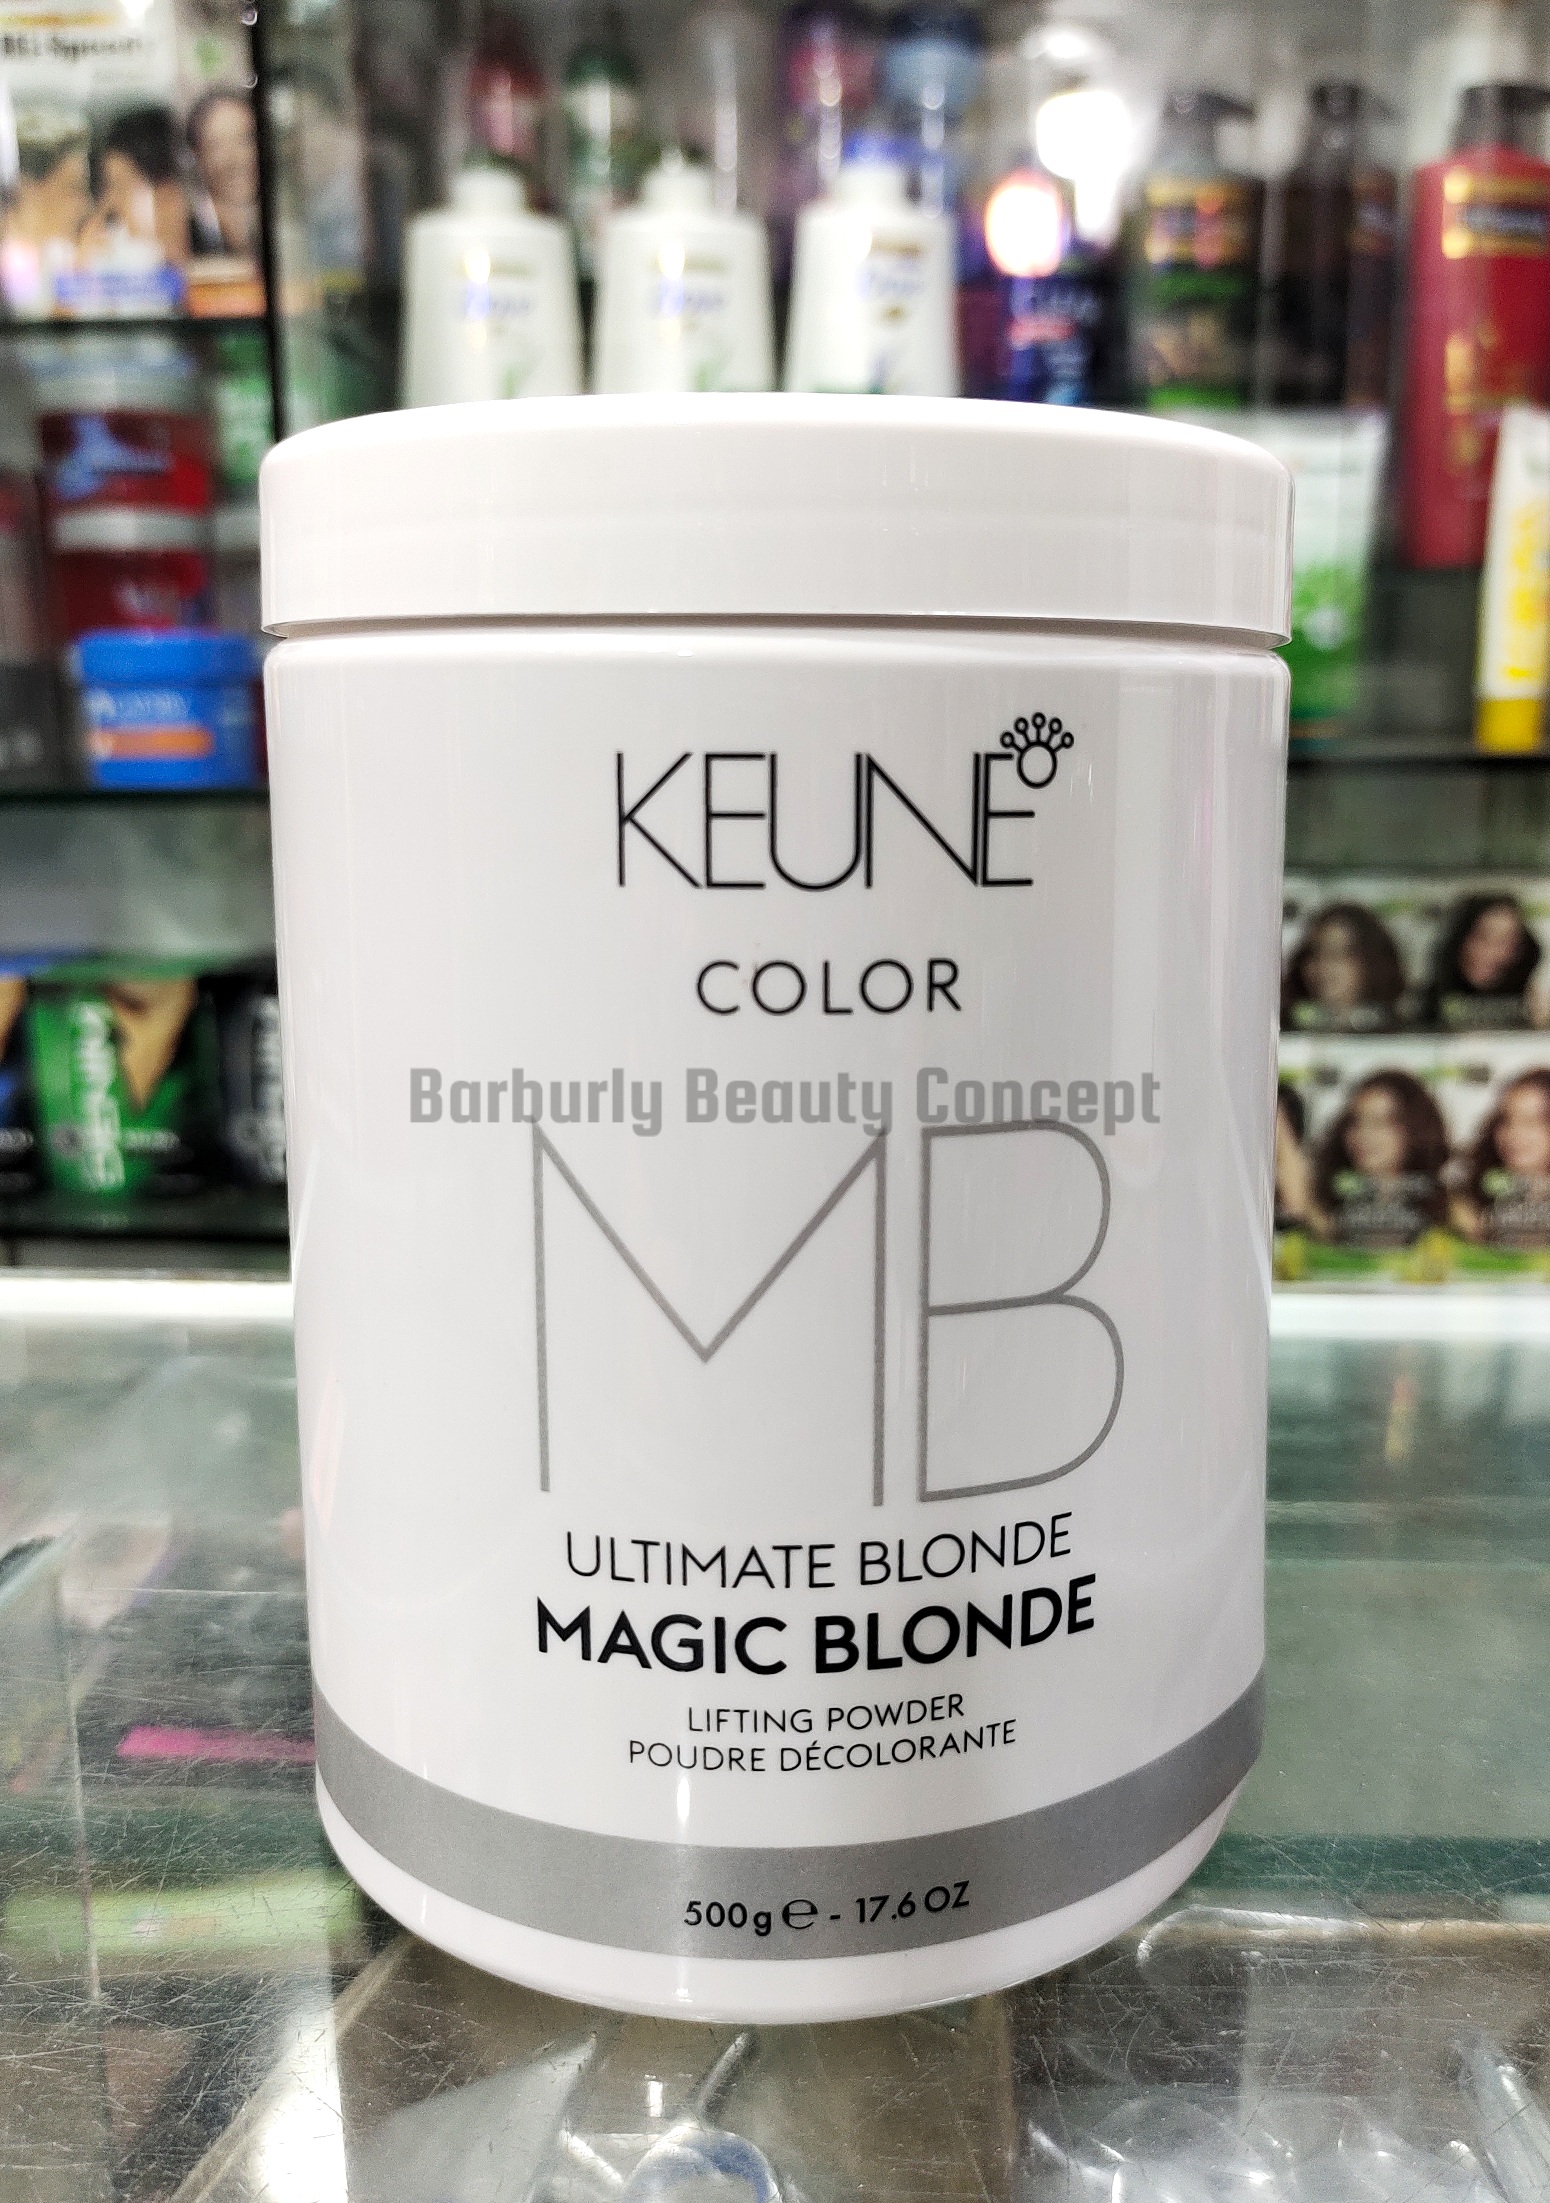 KEUNE
COLOR
Barburly Beauty Concept
MB
ULTIMATE BLONDE
MAGIC BLONDE
LIFTING POWDER
POUDRE DÉCOLORANTE
500g ℮ - 17.6 OZ